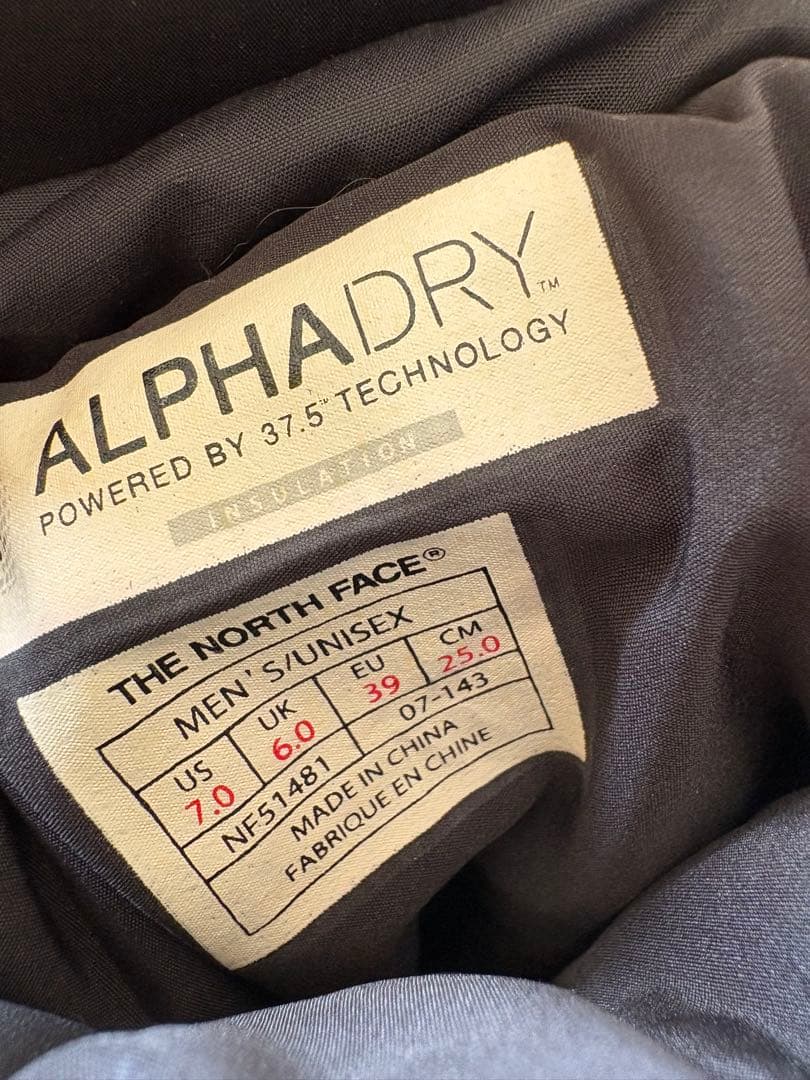 ALPHADRY™
POWERED BY 37.5™ TECHNOLOGY
INSULATION
THE NORTH FACE®
MEN'S/UNISEX
US UK EU CM
7.0 6.0 39 25.0
NF51481 07-143
MADE IN CHINA
FABRIQUE EN CHINE